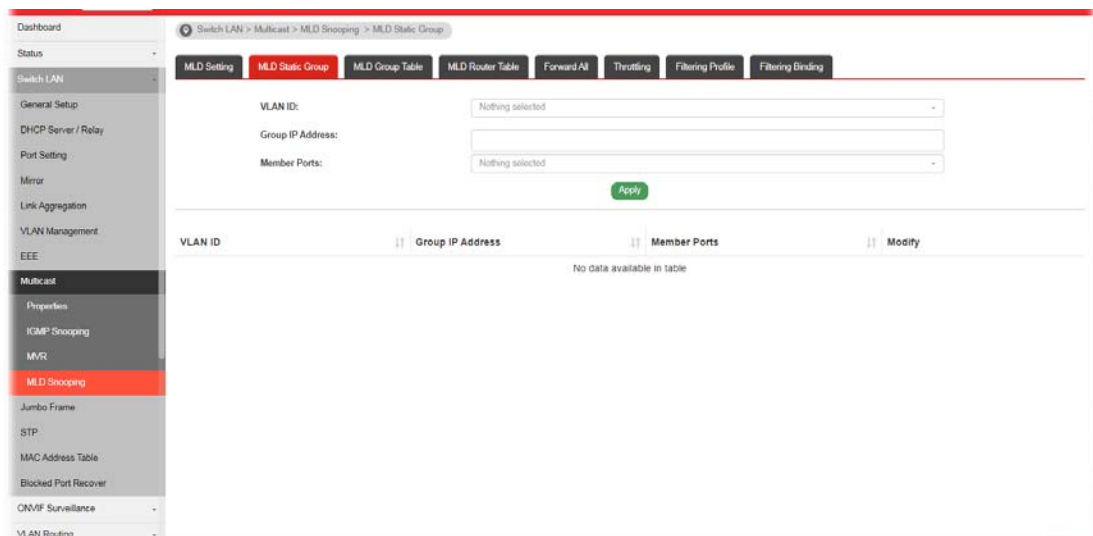 Dashboard
Switch LAN > Multicast > MLD Snooping > MLD Static Group
Status
Switch LAN
MLD Setting MLD Static Group MLD Group Table MLD Router Table Forward All Throttling Filtering Profile Filtering Binding
General Setup
DHCP Server / Relay
Port Setting
Mirror
Link Aggregation
VLAN Management
EEE
Multicast
Properties
IGMP Snooping
MVR
MLD Snooping
Jumbo Frame
STP
MAC Address Table
Blocked Port Recover
ONVIF Surveillance
VLAN Routing
VLAN ID: Nothing selected
Group IP Address:
Member Ports: Nothing selected
Apply
VLAN ID Group IP Address Member Ports Modify
No data available in table